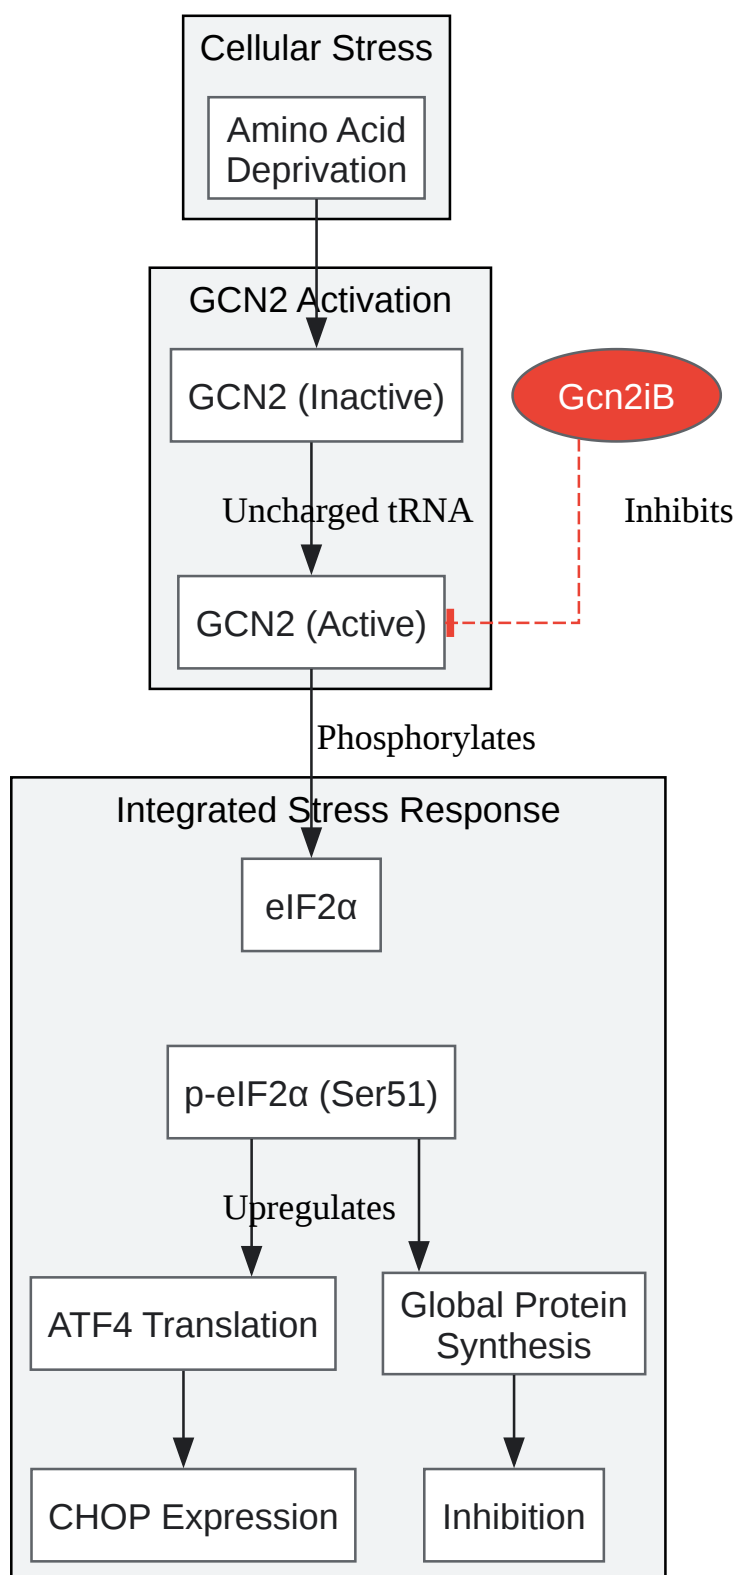 Cellular Stress
Amino Acid
Deprivation
GCN2 Activation
GCN2 (Inactive)
Gcn2iB
Uncharged tRNA
Inhibits
GCN2 (Active)
Phosphorylates
Integrated Stress Response
eIF2α
p-eIF2α (Ser51)
Upregulates
ATF4 Translation
Global Protein
Synthesis
CHOP Expression
Inhibition